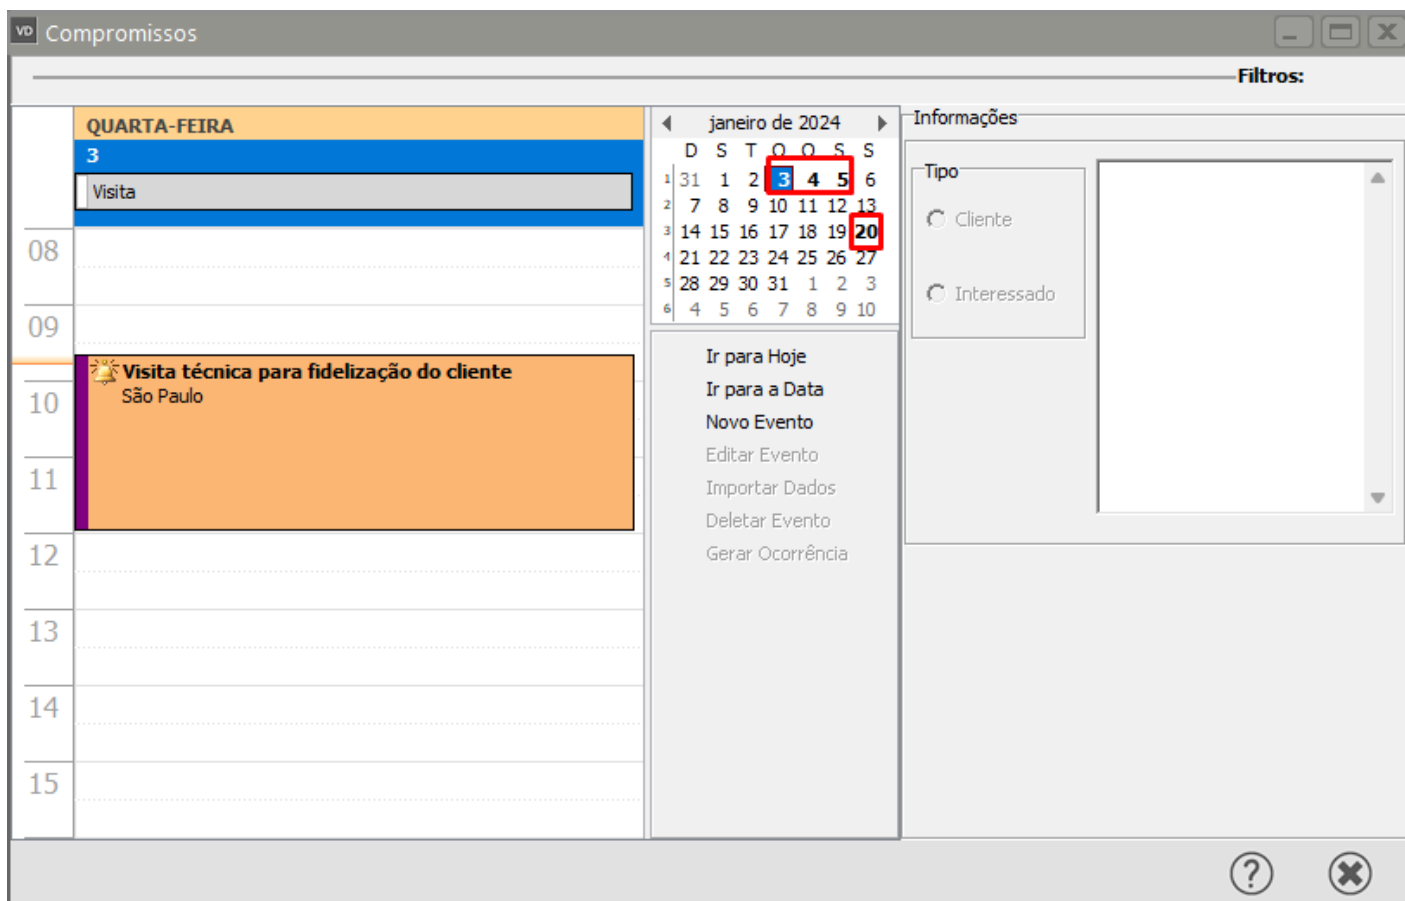 VD Compromissos
Filtros:
QUARTA-FEIRA
3
Visita
08
09
Visita técnica para fidelização do cliente
São Paulo
10
11
12
13
14
15
janeiro de 2024
D S T Q Q S S
1 31 1 2 3 4 5 6
2 7 8 9 10 11 12 13
3 14 15 16 17 18 19 20
4 21 22 23 24 25 26 27
5 28 29 30 31 1 2 3
6 4 5 6 7 8 9 10
Ir para Hoje
Ir para a Data
Novo Evento
Editar Evento
Importar Dados
Deletar Evento
Gerar Ocorrência
Informações
Tipo
Cliente
Interessado
?